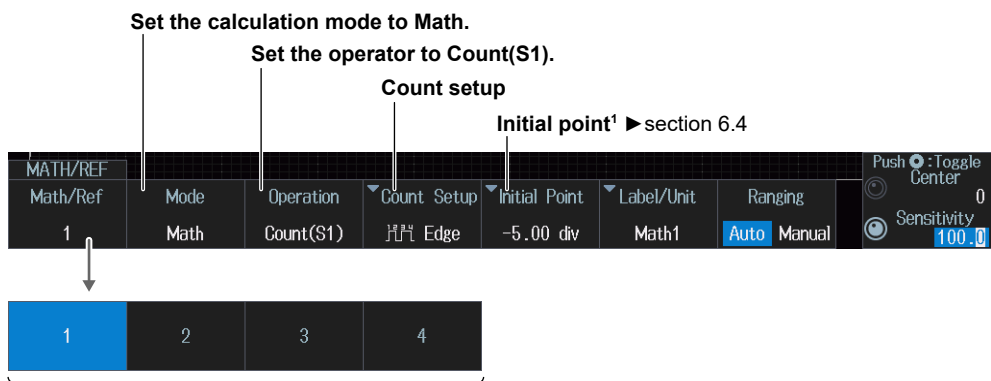 Set the calculation mode to Math.
Set the operator to Count(S1).
Count setup
Initial point¹ ►section 6.4
MATH/REF
Math/Ref
1
Mode
Math
Operation
Count(S1)
Count Setup
Edge
Initial Point
-5.00 div
Label/Unit
Math1
Ranging
Auto Manual
Push :Toggle
Center
0
Sensitivity
100.0
1 2 3 4